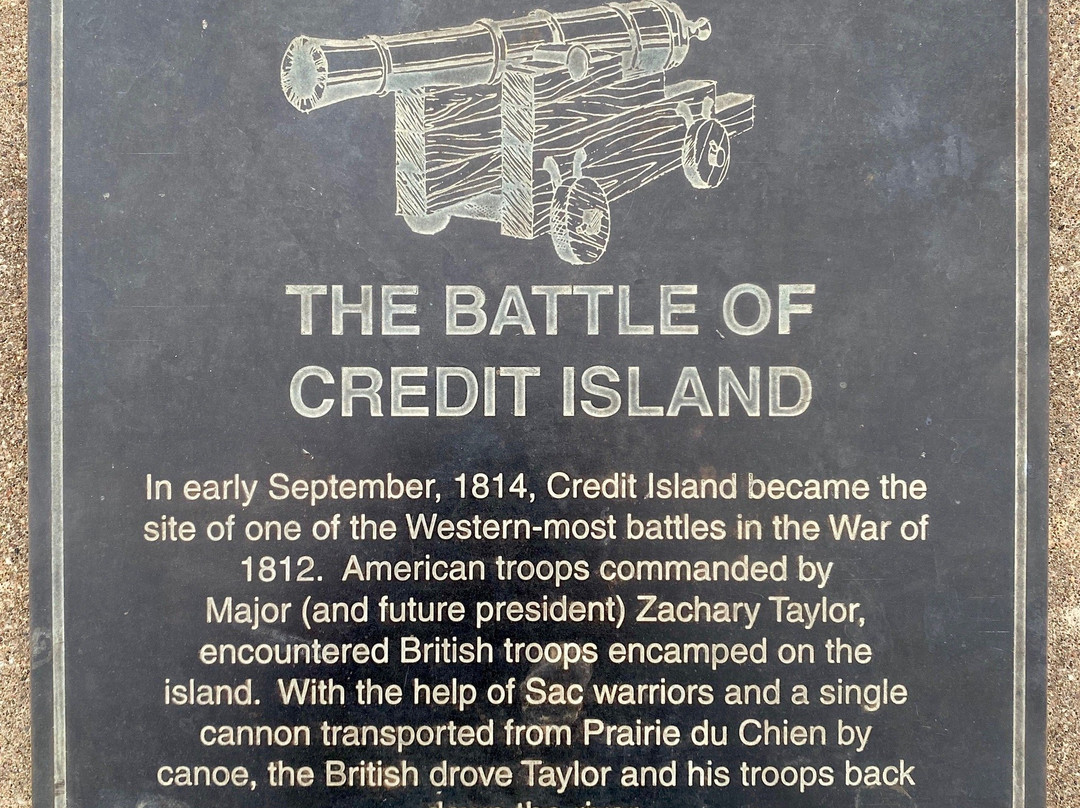 THE BATTLE OF
CREDIT ISLAND
In early September, 1814, Credit Island became the
site of one of the Western-most battles in the War of
1812. American troops commanded by
Major (and future president) Zachary Taylor,
encountered British troops encamped on the
island. With the help of Sac warriors and a single
cannon transported from Prairie du Chien by
canoe, the British drove Taylor and his troops back